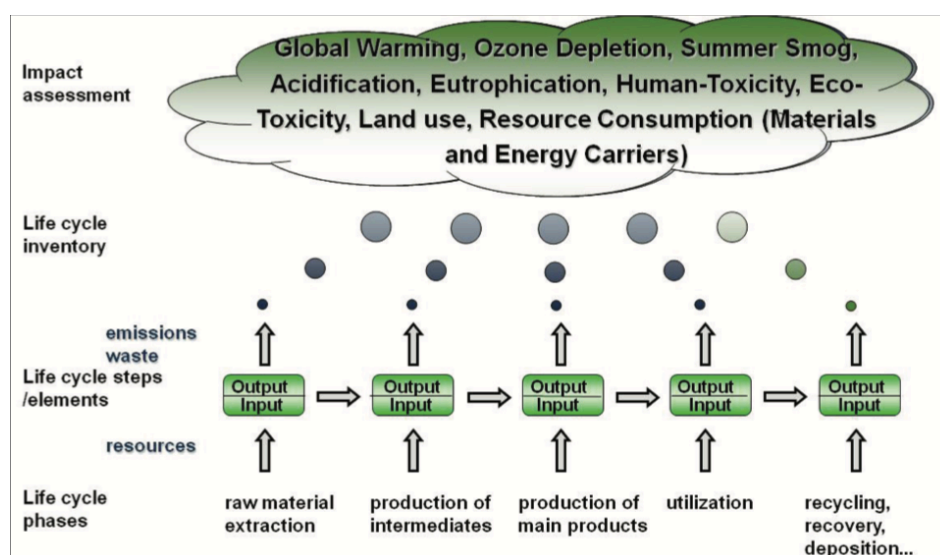 Impact
assessment
Global Warming, Ozone Depletion, Summer Smog,
Acidification, Eutrophication, Human-Toxicity, Eco-
Toxicity, Land use, Resource Consumption (Materials
and Energy Carriers)
Life cycle
inventory
emissions
waste
Life cycle steps
/elements
Output
Input
Output
Input
Output
Input
Output
Input
Output
Input
resources
Life cycle
phases
raw material
extraction
production of
intermediates
production of
main products
utilization
recycling,
recovery,
deposition...